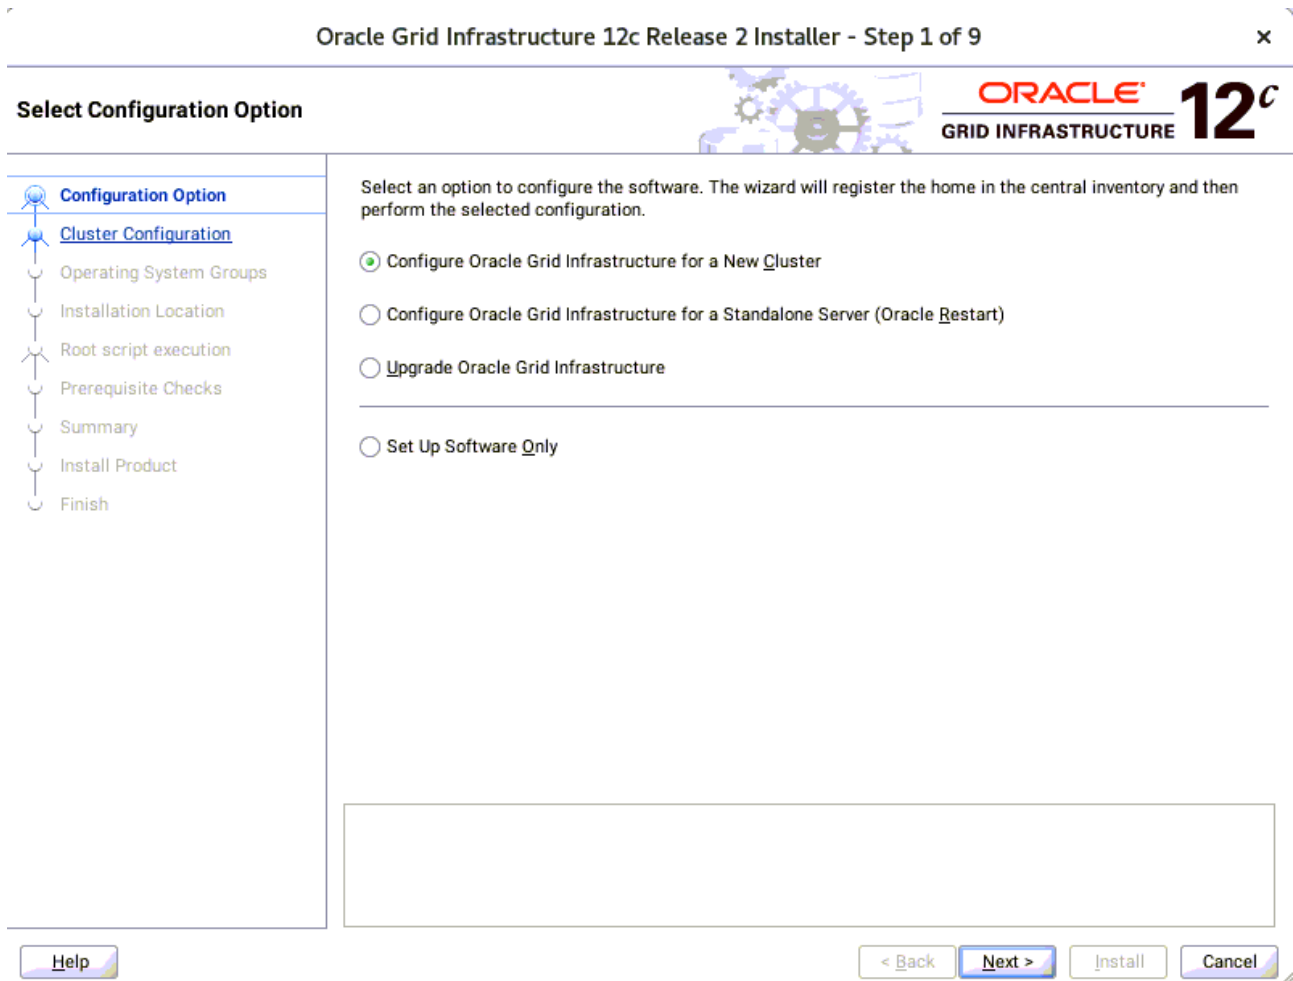 Oracle Grid Infrastructure 12c Release 2 Installer - Step 1 of 9
Select Configuration Option
ORACLE
GRID INFRASTRUCTURE
12c
Configuration Option
Cluster Configuration
Operating System Groups
Installation Location
Root script execution
Prerequisite Checks
Summary
Install Product
Finish
Select an option to configure the software. The wizard will register the home in the central inventory and then
perform the selected configuration.
Configure Oracle Grid Infrastructure for a New Cluster
Configure Oracle Grid Infrastructure for a Standalone Server (Oracle Restart)
Upgrade Oracle Grid Infrastructure
Set Up Software Only
Help
< Back
Next >
Install
Cancel